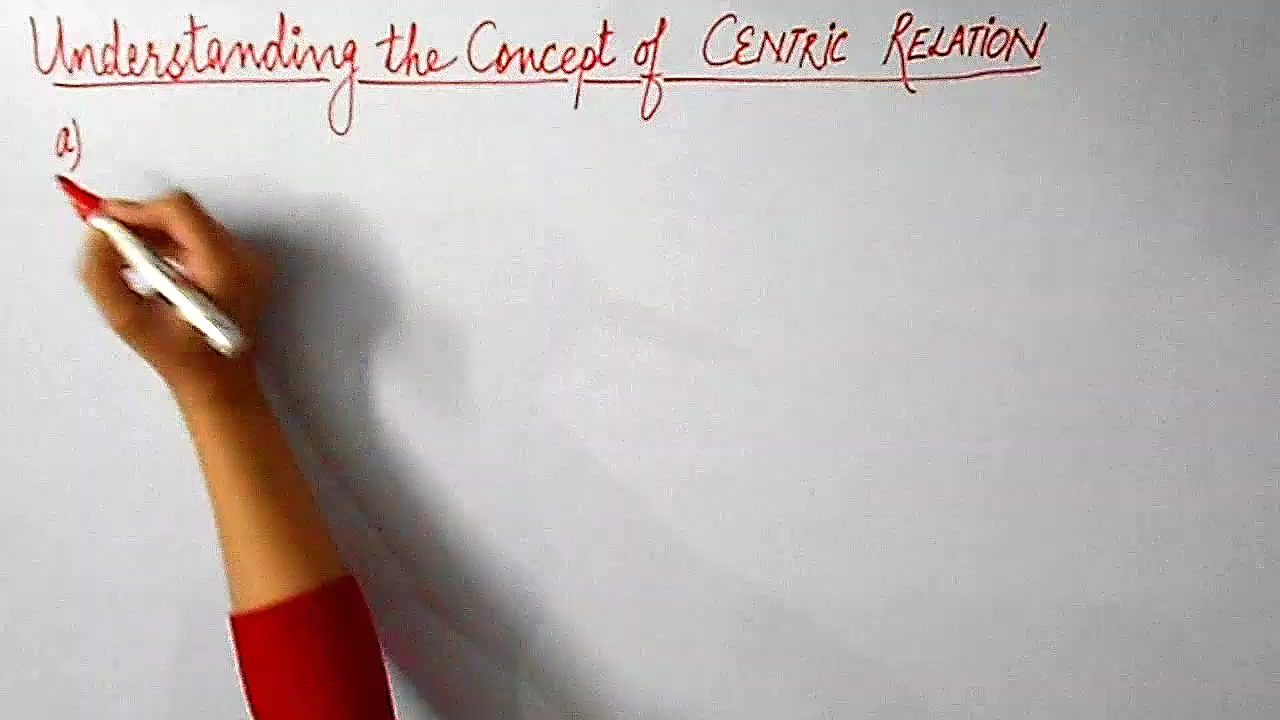 Understanding the Concept of CENTRIC RELATION
a)